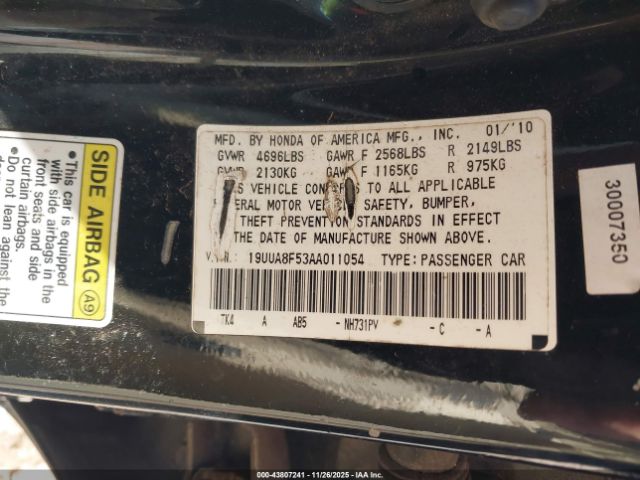 MFD. BY HONDA OF AMERICA MFG., INC. 01/'10
GVWR 4696LBS GAWR F 2568LBS R 2149LBS
2130KG GAWR F 1165KG R 975KG
VEHICLE TO ALL APPLICABLE
MOTOR SAFETY, BUMPER,
THEFT PREVENTION STANDARDS IN EFFECT
THE DATE OF MANUFACTURE SHOWN ABOVE.
19UUA8F53AA011054 TYPE: PASSENGER CAR
TK4 A AB5 - NH731PV - C - A
SIDE AIRBAG A9
•This car is equipped
with side airbags in the
front seats and side
curtain airbags.
•Do not lean against the
30007350
000-43807241 | 11/26/2025 | IAA Inc.